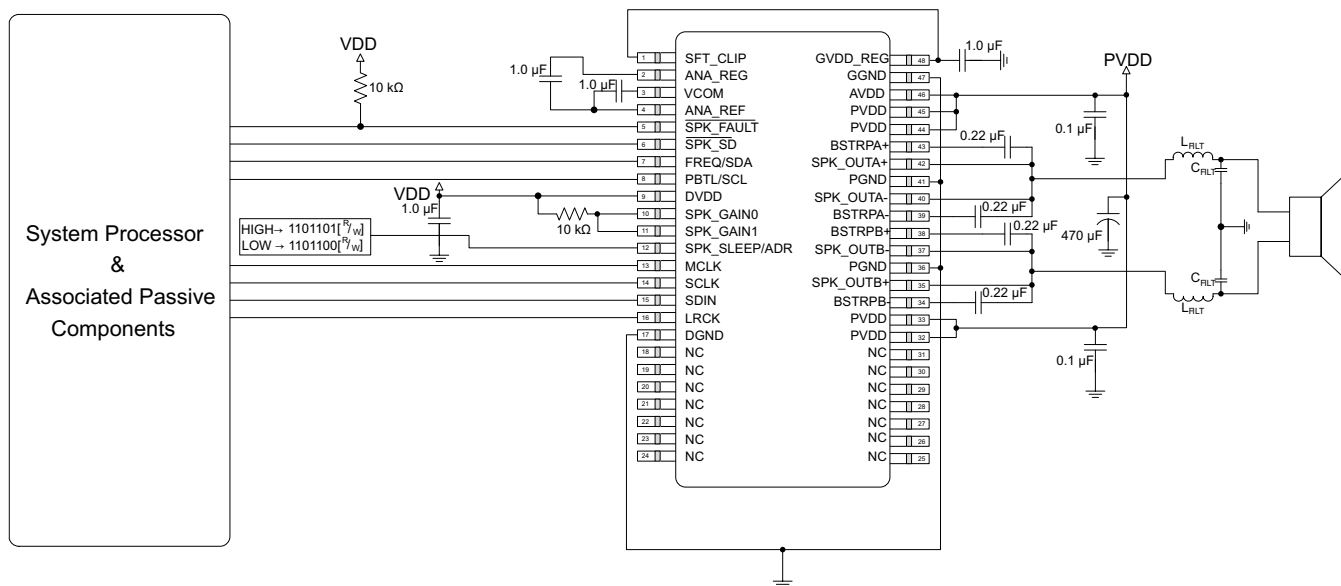 System Processor
&
Associated Passive
Components
VDD
10 kΩ
1.0 µF
1.0 µF
VDD
1.0 µF
10 kΩ
HIGH→ 1101101[R/W]
LOW → 1101100[R/W]
1 SFT_CLIP
2 ANA_REG
3 VCOM
4 ANA_REF
5 SPK_FAULT
6 SPK_SD
7 FREQ/SDA
8 PBTL/SCL
9 DVDD
10 SPK_GAIN0
11 SPK_GAIN1
12 SPK_SLEEP/ADR
13 MCLK
14 SCLK
15 SDIN
16 LRCK
17 DGND
18 NC
19 NC
20 NC
21 NC
22 NC
23 NC
24 NC
GVDD_REG 48
GGND 47
AVDD 46
PVDD 45
PVDD 44
BSTRPA+ 43
SPK_OUTA+ 42
PGND 41
SPK_OUTA- 40
BSTRPA- 39
BSTRPB+ 38
SPK_OUTB- 37
PGND 36
SPK_OUTB+ 35
BSTRPB- 34
PVDD 33
PVDD 32
NC 31
NC 30
NC 29
NC 28
NC 27
NC 26
NC 25
1.0 µF
PVDD
0.1 µF
0.22 µF
0.22 µF
0.22 µF
0.22 µF
470 µF
0.1 µF
LFILT
CFILT
CFILT
LFILT